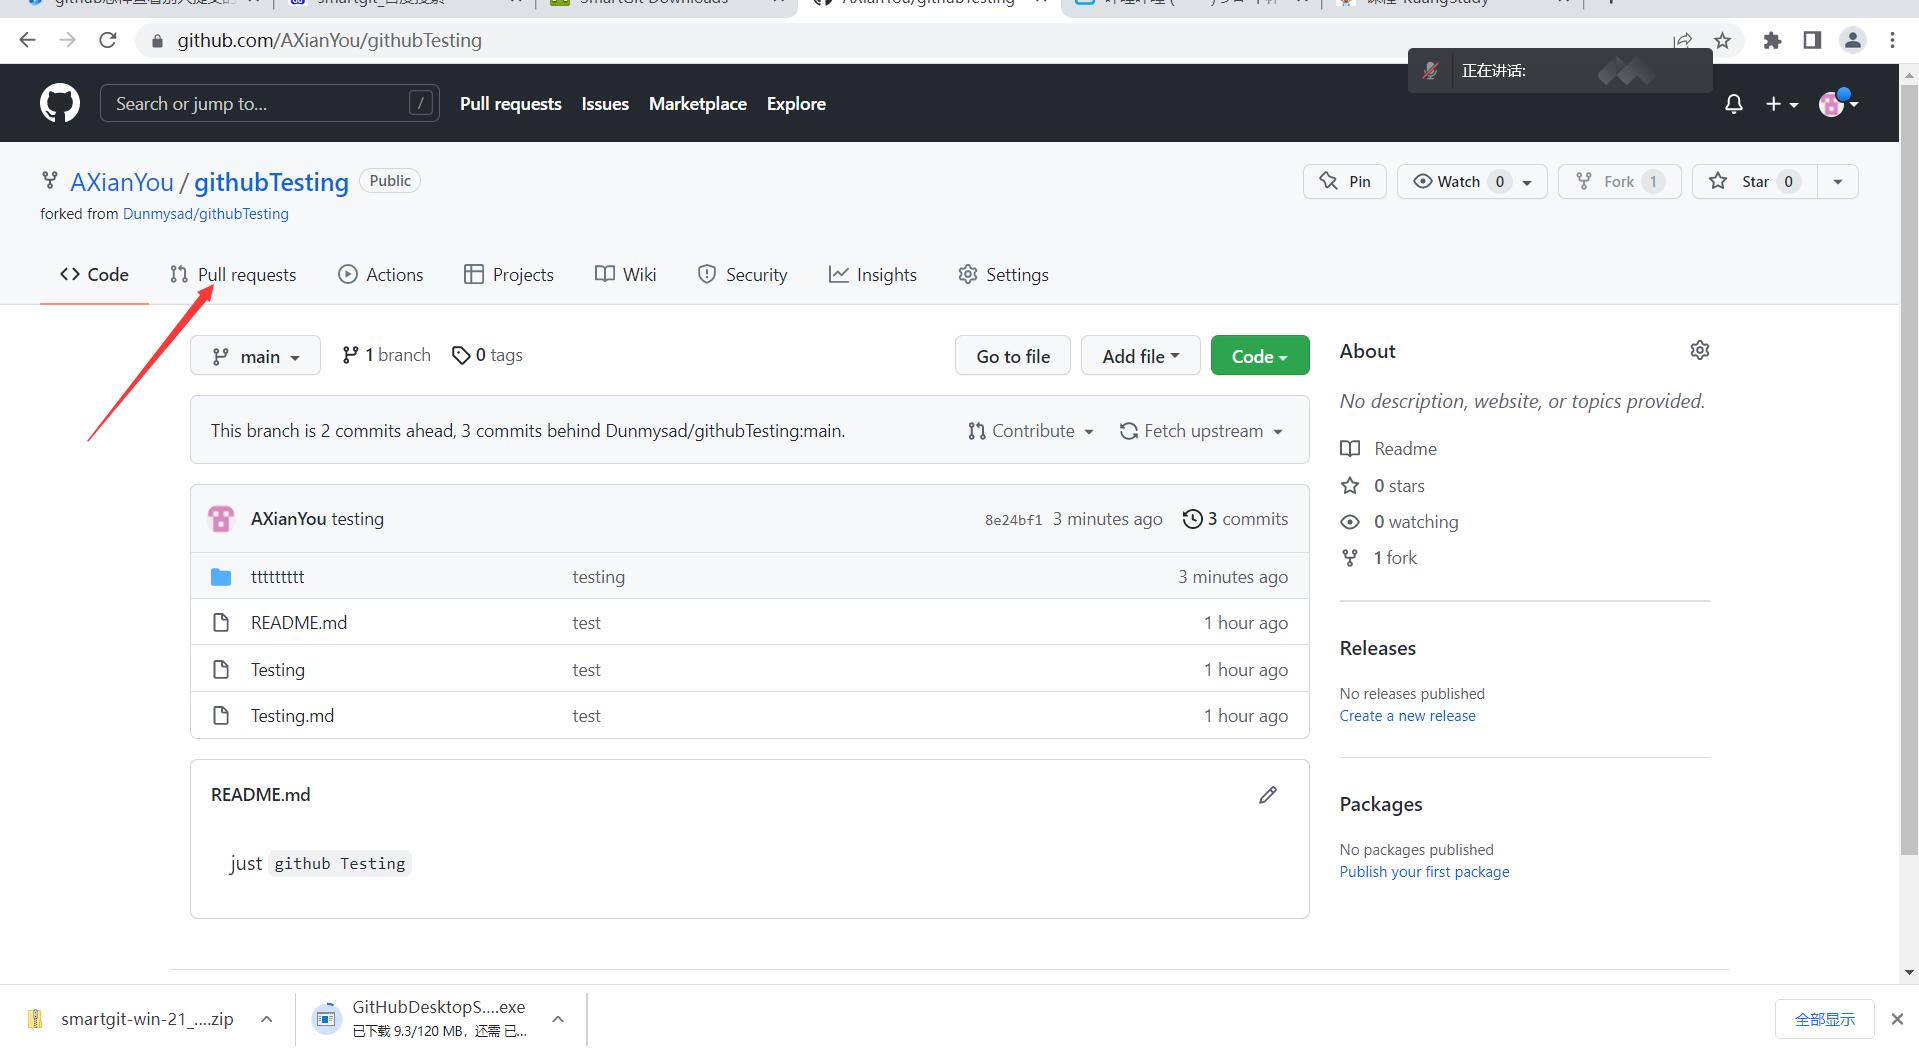 SmartGit Downloads
AXianYou/githubTesting
github.com/AXianYou/githubTesting
正在讲话:
Search or jump to... /
Pull requests Issues Marketplace Explore
AXianYou / githubTesting Public
Pin Watch 0 Fork 1 Star 0
forked from Dunmysad/githubTesting
Code Pull requests Actions Projects Wiki Security Insights Settings
main 1 branch 0 tags Go to file Add file Code
This branch is 2 commits ahead, 3 commits behind Dunmysad/githubTesting:main. Contribute Fetch upstream
AXianYou testing 8e24bf1 3 minutes ago 3 commits
ttttttttt testing 3 minutes ago
README.md test 1 hour ago
Testing test 1 hour ago
Testing.md test 1 hour ago
README.md
just github Testing
About
No description, website, or topics provided.
Readme
0 stars
0 watching
1 fork
Releases
No releases published
Create a new release
Packages
No packages published
Publish your first package
smartgit-win-21_....zip
GitHubDesktopS....exe
已下载 9.3/120 MB，还需 已...
全部显示